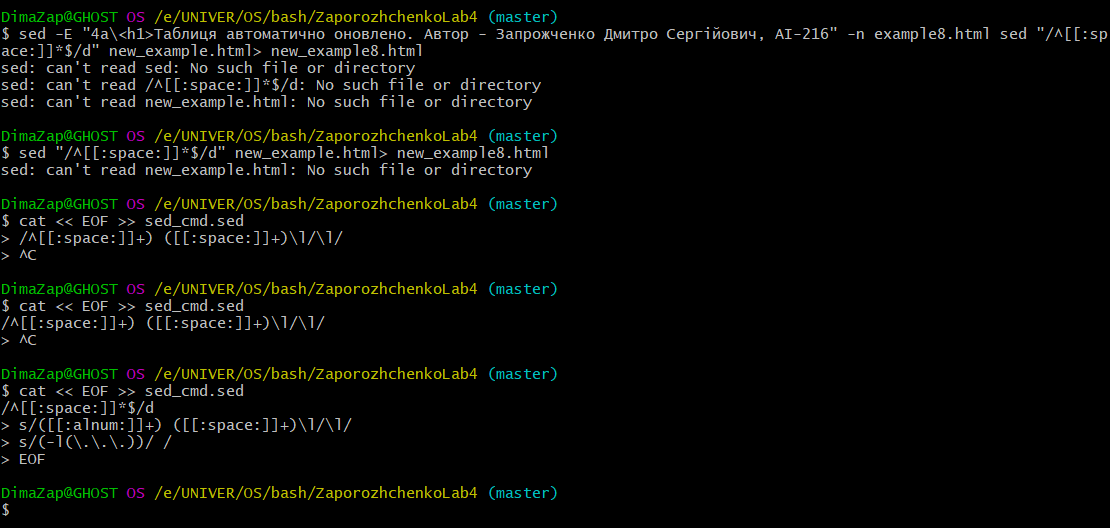 DimaZap@GHOST OS /e/UNIVER/OS/bash/ZaporozhchenkoLab4 (master)
$ sed -E "4a\<h1>Таблиця автоматично оновлено. Автор - Запрожченко Дмитро Сергійович, АІ-216" -n example8.html sed "/^[[:sp
ace:]]*$/d" new_example.html> new_example8.html
sed: can't read sed: No such file or directory
sed: can't read /^[[:space:]]*$/d: No such file or directory
sed: can't read new_example.html: No such file or directory
DimaZap@GHOST OS /e/UNIVER/OS/bash/ZaporozhchenkoLab4 (master)
$ sed "/^[[:space:]]*$/d" new_example.html> new_example8.html
sed: can't read new_example.html: No such file or directory
DimaZap@GHOST OS /e/UNIVER/OS/bash/ZaporozhchenkoLab4 (master)
$ cat << EOF >> sed_cmd.sed
> /^[[:space:]]+) ([[:space:]]+)\l/\l/
> ^C
DimaZap@GHOST OS /e/UNIVER/OS/bash/ZaporozhchenkoLab4 (master)
$ cat << EOF >> sed_cmd.sed
/^[[:space:]]+) ([[:space:]]+)\l/\l/
> ^C
DimaZap@GHOST OS /e/UNIVER/OS/bash/ZaporozhchenkoLab4 (master)
$ cat << EOF >> sed_cmd.sed
/^[[:space:]]*$/d
> s/([[:alnum:]]+) ([[:space:]]+)\l/\l/
> s/(-l(\.\.\.))/ /
> EOF
DimaZap@GHOST OS /e/UNIVER/OS/bash/ZaporozhchenkoLab4 (master)
$